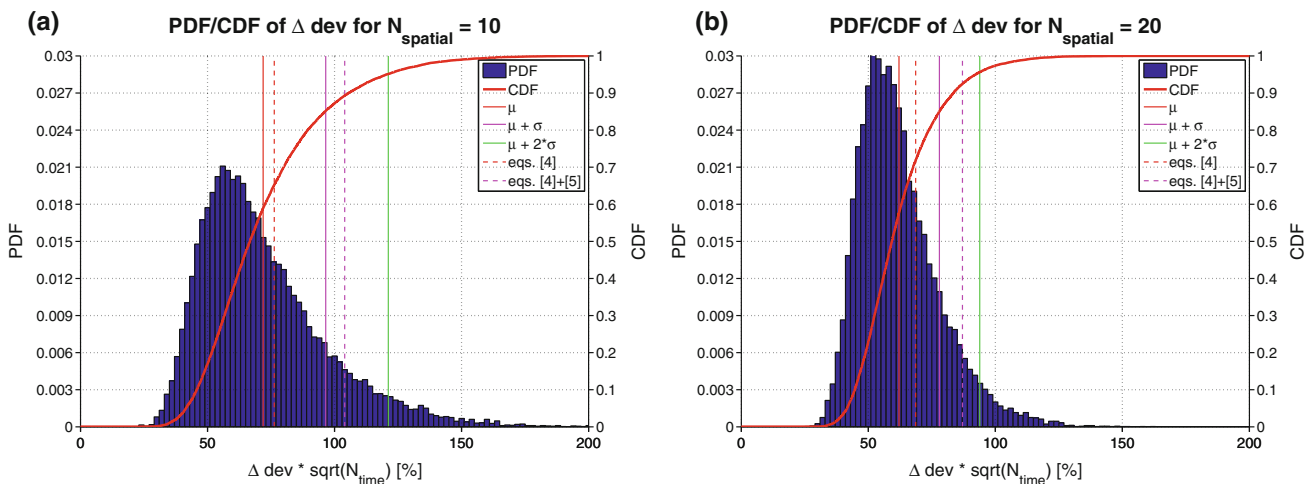 (a)
PDF/CDF of Δ dev for N_spatial = 10
0.03
0.027
0.024
0.021
0.018
0.015
0.012
0.009
0.006
0.003
0
PDF
1
0.9
0.8
0.7
0.6
0.5
0.4
0.3
0.2
0.1
0
CDF
PDF
CDF
μ
μ + σ
μ + 2*σ
eqs. [4]
eqs. [4]+[5]
0 50 100 150 200
Δ dev * sqrt(N_time) [%]
(b)
PDF/CDF of Δ dev for N_spatial = 20
0.03
0.027
0.024
0.021
0.018
0.015
0.012
0.009
0.006
0.003
0
PDF
1
0.9
0.8
0.7
0.6
0.5
0.4
0.3
0.2
0.1
0
CDF
PDF
CDF
μ
μ + σ
μ + 2*σ
eqs. [4]
eqs. [4]+[5]
0 50 100 150 200
Δ dev * sqrt(N_time) [%]